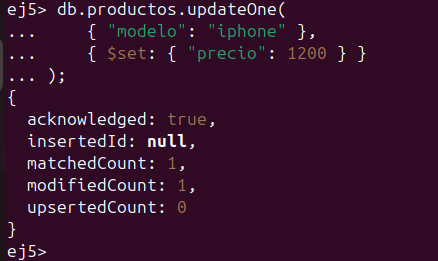 ej5> db.productos.updateOne(
...     { "modelo": "iphone" },
...     { $set: { "precio": 1200 } }
... );
{
  acknowledged: true,
  insertedId: null,
  matchedCount: 1,
  modifiedCount: 1,
  upsertedCount: 0
}
ej5>